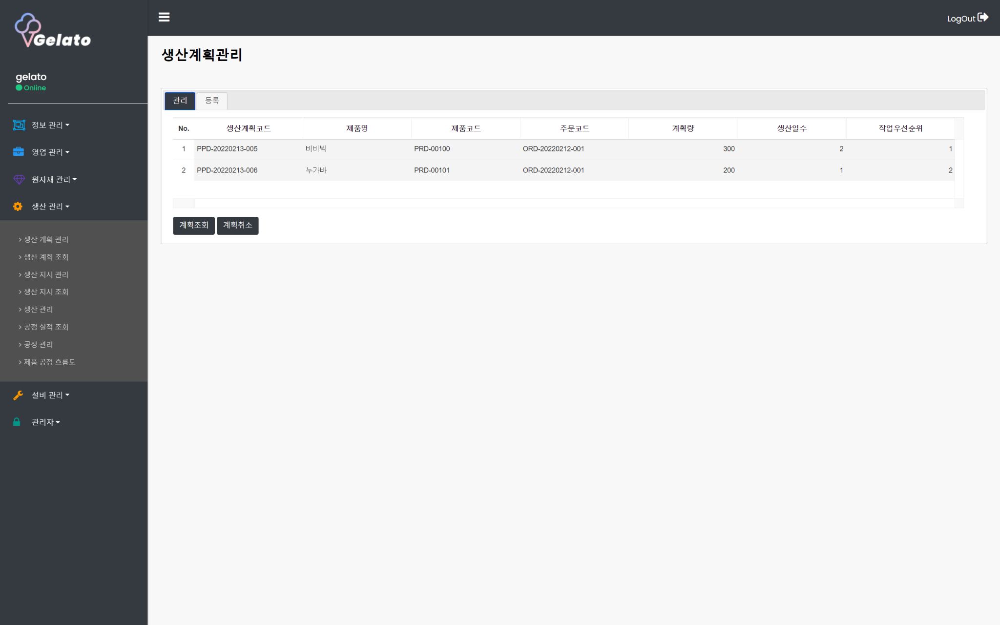 Gelato
LogOut
gelato
Online
정보 관리
영업 관리
원자재 관리
생산 관리
> 생산 계획 관리
> 생산 계획 조회
> 생산 지시 관리
> 생산 지시 조회
> 생산 관리
> 공정 실적 조회
> 공정 관리
> 제품 공정 흐름도
설비 관리
관리자
생산계획관리
관리 등록
No. 생산계획코드 제품명 제품코드 주문코드 계획량 생산일수 작업우선순위
1 PPD-20220213-005 비비빅 PRD-00100 ORD-20220212-001 300 2 1
2 PPD-20220213-006 누가바 PRD-00101 ORD-20220212-001 200 1 2
계획조회 계획취소